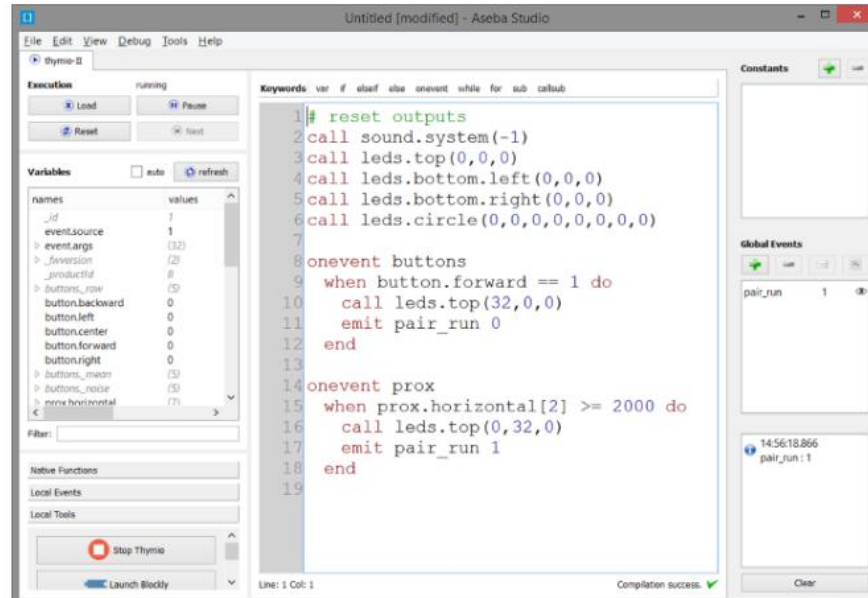 Untitled [modified] - Aseba Studio
File Edit View Debug Tools Help
thymio-II
Execution running
Load Pause
Reset Next
Variables auto refresh
names values
_id 1
event.source 1
event.args (32)
_fwversion (2)
_productId 8
buttons._raw (5)
button.backward 0
button.left 0
button.center 0
button.forward 0
button.right 0
buttons._mean (5)
buttons._noise (5)
prox.horizontal (7)
Filter:
Native Functions
Local Events
Local Tools
Stop Thymio
Launch Blockly
Keywords var if elseif else onevent while for sub callsub
1 # reset outputs
2 call sound.system(-1)
3 call leds.top(0,0,0)
4 call leds.bottom.left(0,0,0)
5 call leds.bottom.right(0,0,0)
6 call leds.circle(0,0,0,0,0,0,0,0)
7
8 onevent buttons
9 when button.forward == 1 do
10 call leds.top(32,0,0)
11 emit pair_run 0
12 end
13
14 onevent prox
15 when prox.horizontal[2] >= 2000 do
16 call leds.top(0,32,0)
17 emit pair_run 1
18 end
19
Line: 1 Col: 1 Compilation success.
Constants
Global Events
pair_run 1
14:56:18.866
pair_run : 1
Clear